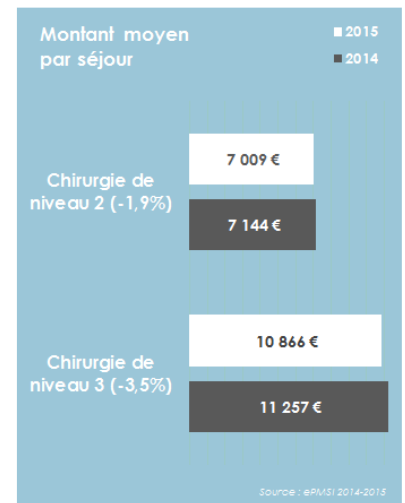 Montant moyen
par séjour
2015
2014
7 009 €
Chirurgie de
niveau 2 (-1,9%)
7 144 €
10 866 €
Chirurgie de
niveau 3 (-3,5%)
11 257 €
Source : ePMSI 2014-2015